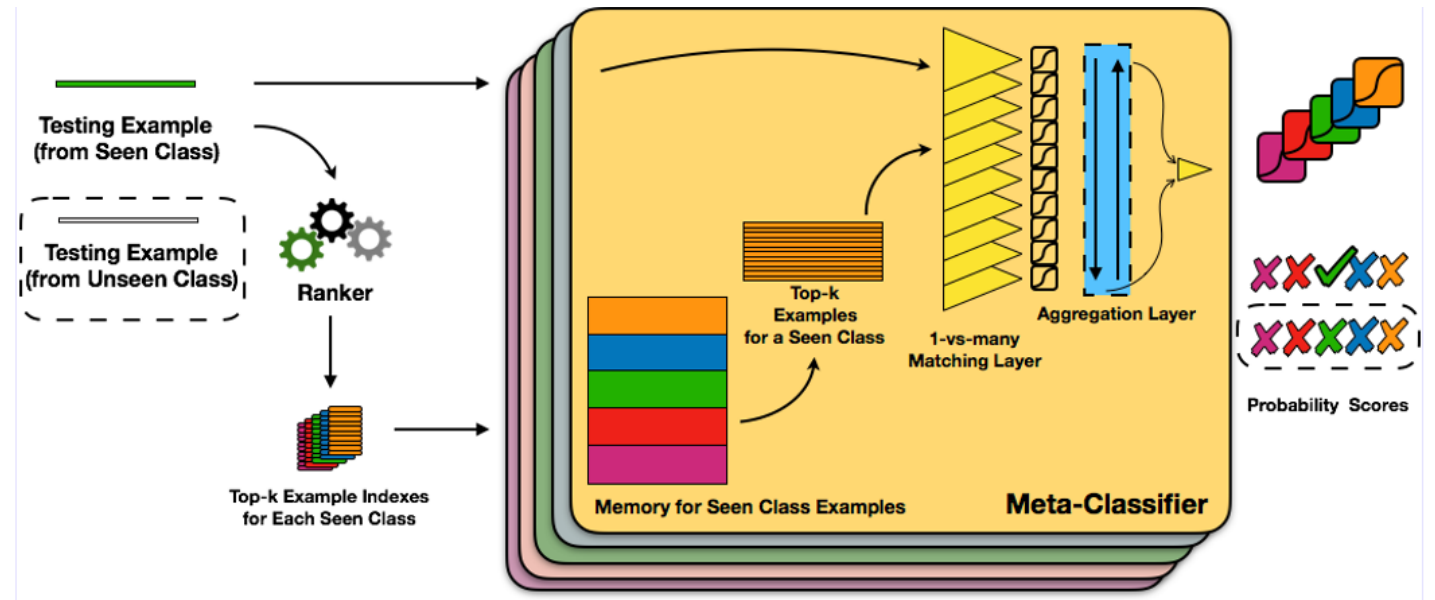 Testing Example
(from Seen Class)
Testing Example
(from Unseen Class)
Ranker
Top-k Example Indexes
for Each Seen Class
Memory for Seen Class Examples
Top-k
Examples
for a Seen Class
1-vs-many
Matching Layer
Aggregation Layer
Meta-Classifier
Probability Scores